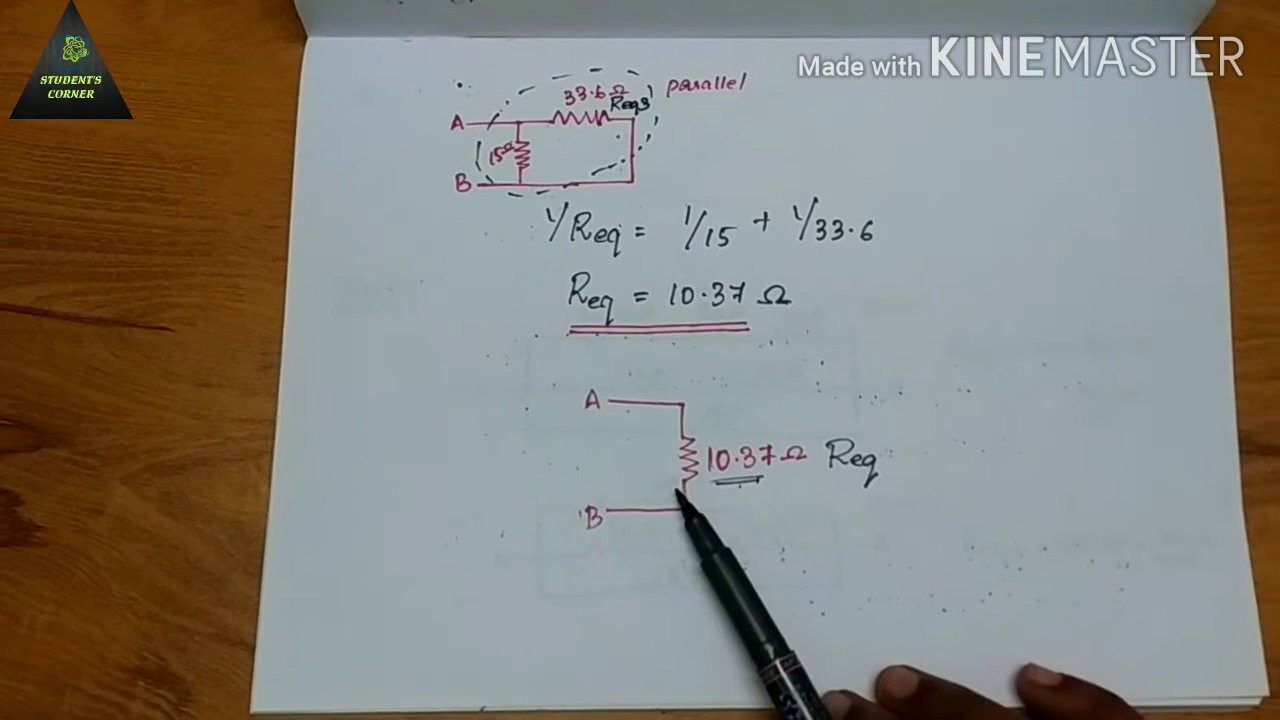 STUDENT'S
CORNER
Made with KINEMASTER
33.6 Ω
Req3
parallel
A
15Ω
B
1/Req = 1/15 + 1/33.6
Req = 10.37 Ω
A
10.37 Ω Req
B